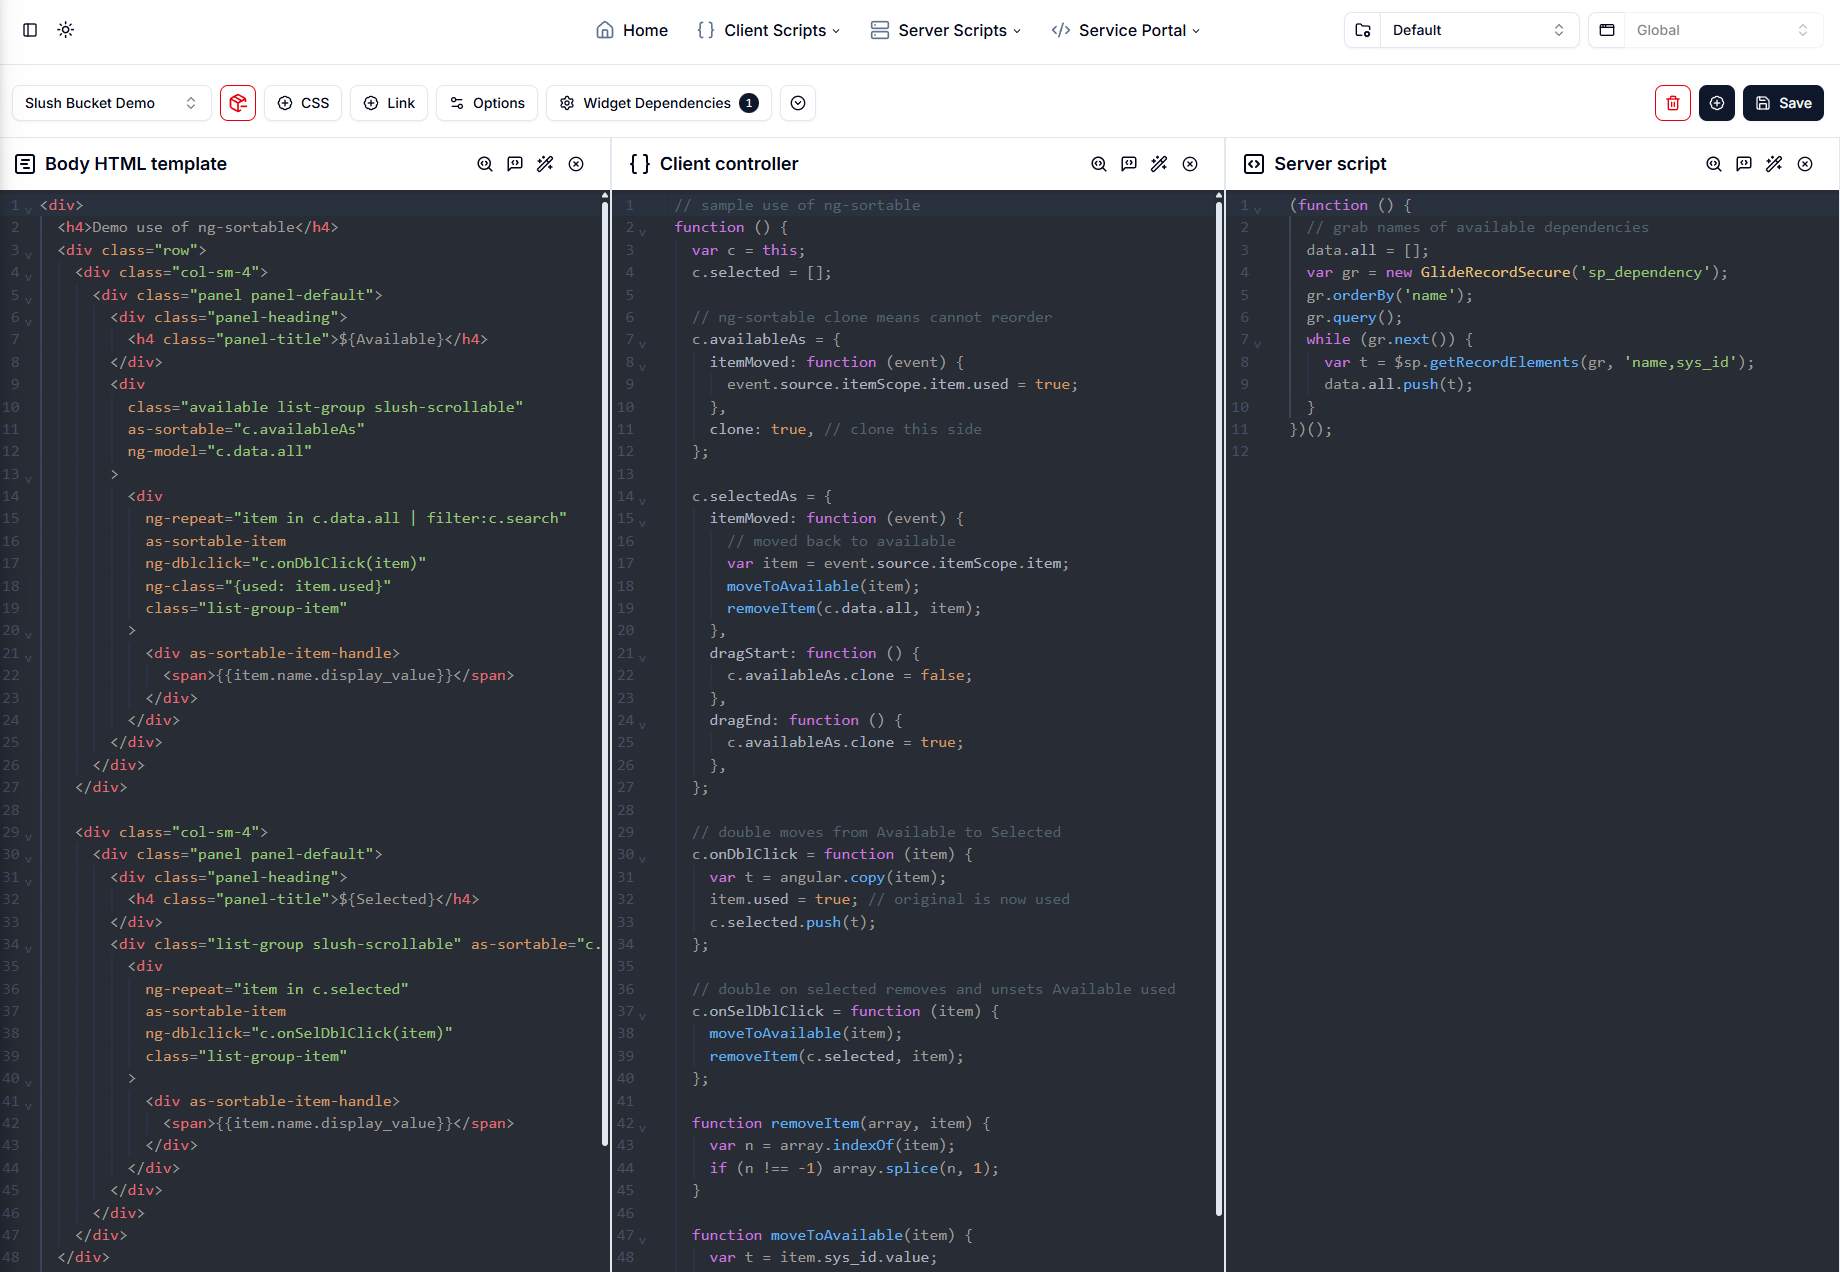 Home
Client Scripts
Server Scripts
Service Portal
Default
Global
Slush Bucket Demo
CSS
Link
Options
Widget Dependencies 1
Save
Body HTML template
1 <div>
2 <h4>Demo use of ng-sortable</h4>
3 <div class="row">
4 <div class="col-sm-4">
5 <div class="panel panel-default">
6 <div class="panel-heading">
7 <h4 class="panel-title">${Available}</h4>
8 </div>
9 <div
10 class="available list-group slush-scrollable"
11 as-sortable="c.availableAs"
12 ng-model="c.data.all"
13 >
14 <div
15 ng-repeat="item in c.data.all | filter:c.search"
16 as-sortable-item
17 ng-dblclick="c.onDblClick(item)"
18 ng-class="{used: item.used}"
19 class="list-group-item"
20 >
21 <div as-sortable-item-handle>
22 <span>{{item.name.display_value}}</span>
23 </div>
24 </div>
25 </div>
26 </div>
27 </div>
28
29 <div class="col-sm-4">
30 <div class="panel panel-default">
31 <div class="panel-heading">
32 <h4 class="panel-title">${Selected}</h4>
33 </div>
34 <div class="list-group slush-scrollable" as-sortable="c.
35 <div
36 ng-repeat="item in c.selected"
37 as-sortable-item
38 ng-dblclick="c.onSelDblClick(item)"
39 class="list-group-item"
40 >
41 <div as-sortable-item-handle>
42 <span>{{item.name.display_value}}</span>
43 </div>
44 </div>
45 </div>
46 </div>
47 </div>
48 </div>
Client controller
1 // sample use of ng-sortable
2 function () {
3 var c = this;
4 c.selected = [];
5
6 // ng-sortable clone means cannot reorder
7 c.availableAs = {
8 itemMoved: function (event) {
9 event.source.itemScope.item.used = true;
10 },
11 clone: true, // clone this side
12 };
13
14 c.selectedAs = {
15 itemMoved: function (event) {
16 // moved back to available
17 var item = event.source.itemScope.item;
18 moveToAvailable(item);
19 removeItem(c.data.all, item);
20 },
21 dragStart: function () {
22 c.availableAs.clone = false;
23 },
24 dragEnd: function () {
25 c.availableAs.clone = true;
26 },
27 };
28
29 // double moves from Available to Selected
30 c.onDblClick = function (item) {
31 var t = angular.copy(item);
32 item.used = true; // original is now used
33 c.selected.push(t);
34 };
35
36 // double on selected removes and unsets Available used
37 c.onSelDblClick = function (item) {
38 moveToAvailable(item);
39 removeItem(c.selected, item);
40 };
41
42 function removeItem(array, item) {
43 var n = array.indexOf(item);
44 if (n !== -1) array.splice(n, 1);
45 }
46
47 function moveToAvailable(item) {
48 var t = item.sys_id.value;
Server script
1 (function () {
2 // grab names of available dependencies
3 data.all = [];
4 var gr = new GlideRecordSecure('sp_dependency');
5 gr.orderBy('name');
6 gr.query();
7 while (gr.next()) {
8 var t = $sp.getRecordElements(gr, 'name,sys_id');
9 data.all.push(t);
10 }
11 })();
12